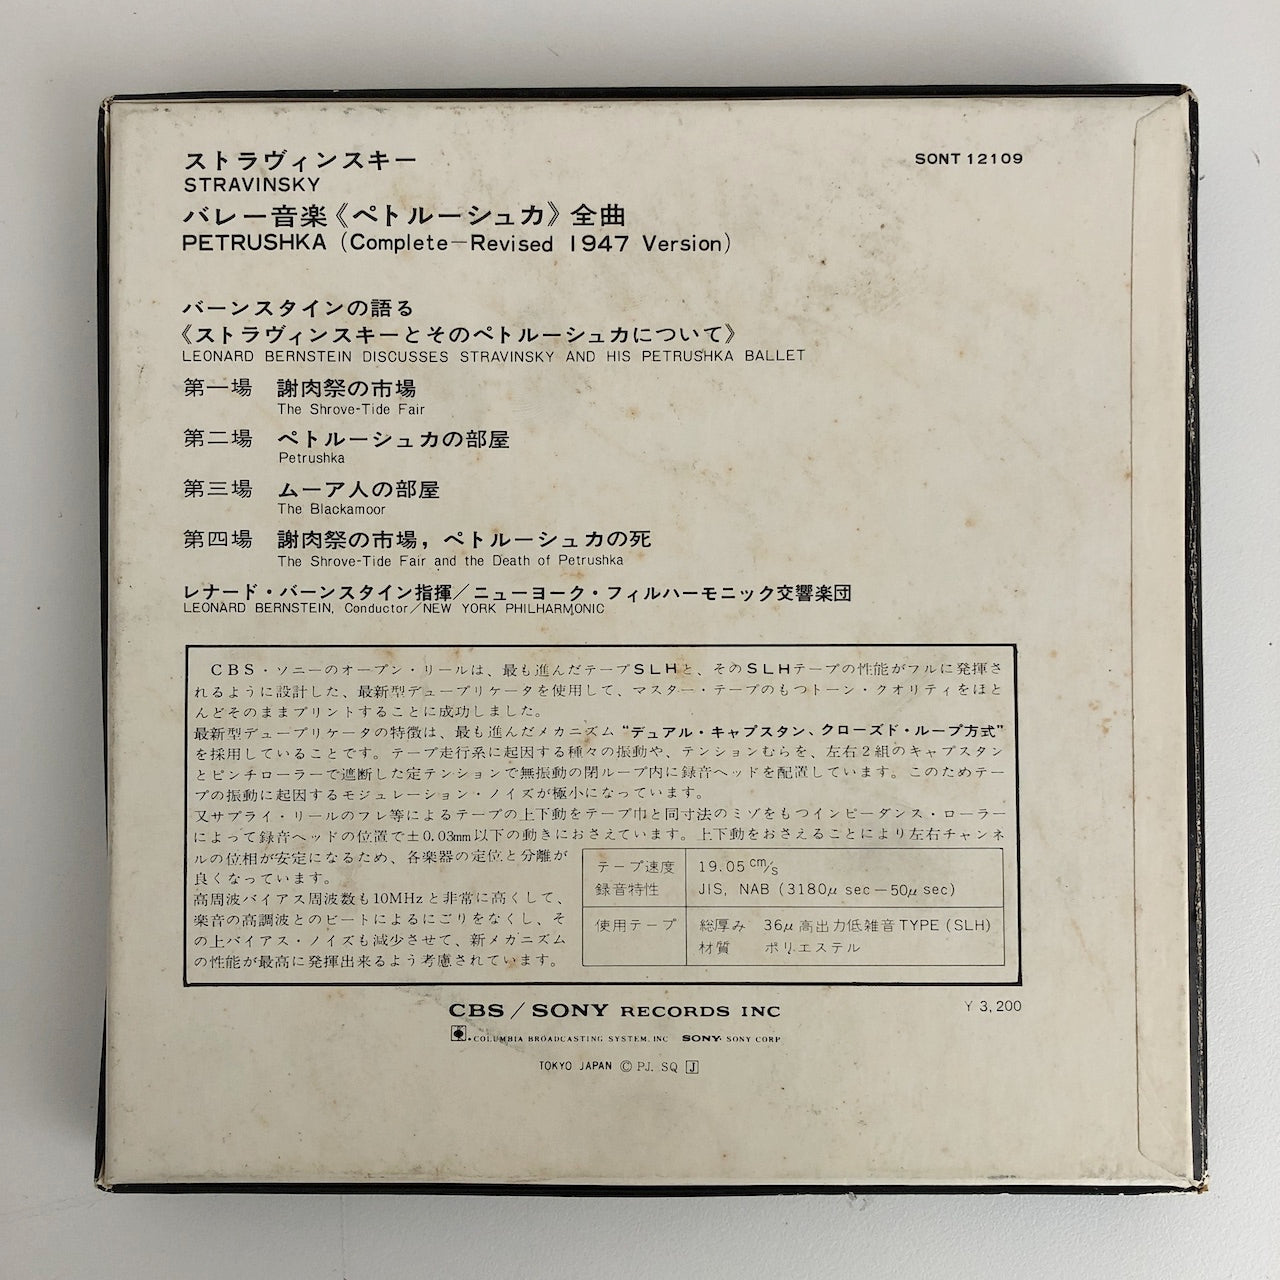 ストラヴィンスキー
SONT 12109
STRAVINSKY
バレー音楽《ペトルーシュカ》全曲
PETRUSHKA (Complete—Revised 1947 Version)
バーンスタインの語る
《ストラヴィンスキーとそのペトルーシュカについて》
LEONARD BERNSTEIN DISCUSSES STRAVINSKY AND HIS PETRUSHKA BALLET
第一場 謝肉祭の市場
The Shrove-Tide Fair
第二場 ペトルーシュカの部屋
Petrushka
第三場 ムーア人の部屋
The Blackamoor
第四場 謝肉祭の市場，ペトルーシュカの死
The Shrove-Tide Fair and the Death of Petrushka
レナード・バーンスタイン指揮／ニューヨーク・フィルハーモニック交響楽団
LEONARD BERNSTEIN, Conductor／NEW YORK PHILHARMONIC
CBS・ソニーのオープン・リールは、最も進んだテープSLHと、そのSLHテープの性能がフルに発揮さ
れるように設計した、最新型デュープリケータを使用して、マスター・テープのもつトーン・クオリティをほと
んどそのままプリントすることに成功しました。
最新型デュープリケータの特徴は、最も進んだメカニズム“デュアル・キャプスタン、クローズド・ループ方式”
を採用していることです。テープ走行系に起因する種々の振動や、テンションむらを、左右2組のキャプスタン
とピンチローラーで遮断した定テンションで無振動の閉ループ内に録音ヘッドを配置しています。このためテー
プの振動に起因するモジュレーション・ノイズが極小になっています。
又サプライ・リールのフレ等によるテープの上下動をテープ巾と同寸法のミゾをもつインピーダンス・ローラー
によって録音ヘッドの位置で±0.03mm以下の動きにおさえています。上下動をおさえることにより左右チャンネ
ルの位相が安定になるため、各楽器の定位と分離が
良くなっています。
高周波バイアス周波数も10MHzと非常に高くして、
楽音の高調波とのビートによるにごりをなくし、そ
の上バイアス・ノイズも減少させて、新メカニズム
の性能が最高に発揮出来るよう考慮されています。
テープ速度 19.05 cm/s
録音特性 JIS, NAB (3180μ sec－50μ sec)
使用テープ 総厚み 36μ 高出力低雑音 TYPE (SLH)
材質 ポリエステル
CBS／SONY RECORDS INC
¥ 3,200
COLUMBIA BROADCASTING SYSTEM, INC SONY SONY CORP
TOKYO JAPAN © PJ. SQ J